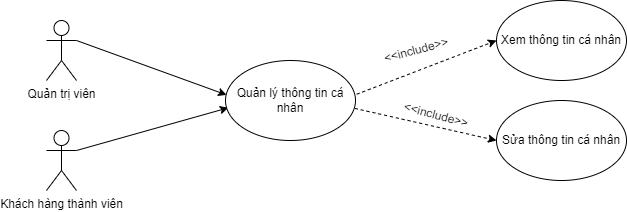 Quản trị viên
Khách hàng thành viên
Quản lý thông tin cá
nhân
<<include>>
<<include>>
Xem thông tin cá nhân
Sửa thông tin cá nhân